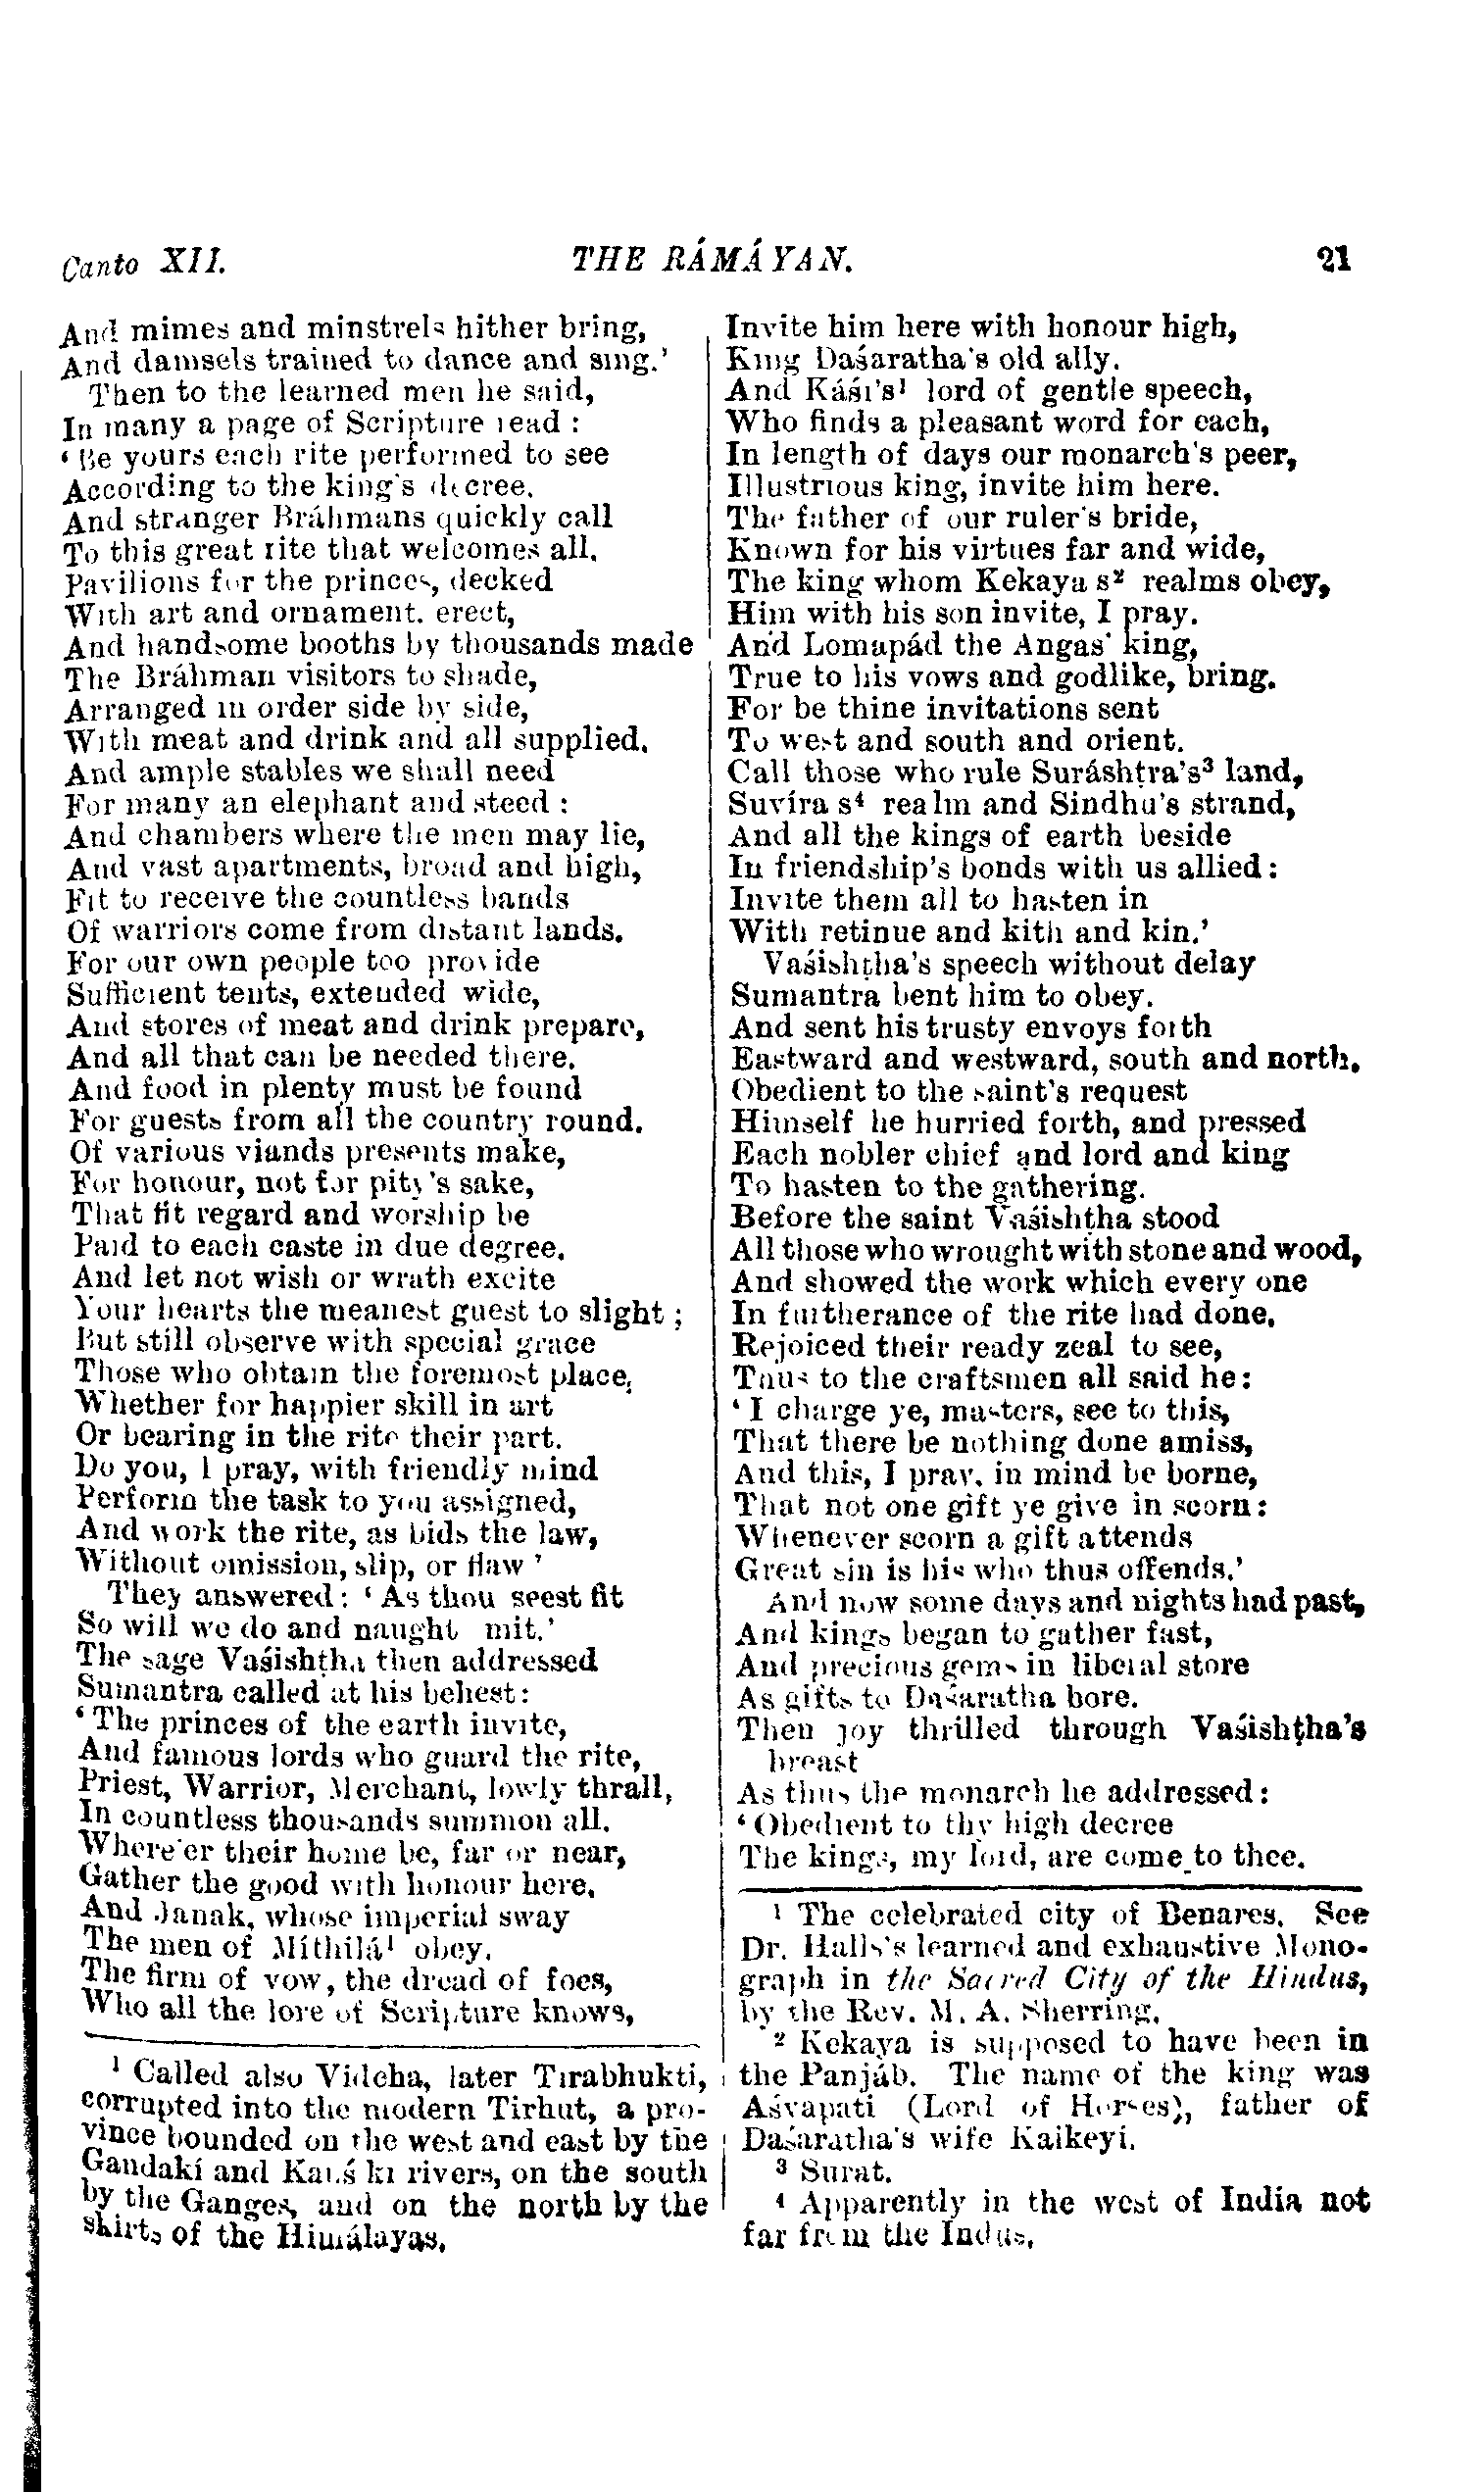 Canto XII. THE RÁMÁYAN. 21
And mimes and minstrels hither bring,
And damsels trained to dance and sing.'
Then to the learned men he said,
In many a page of Scripture read :
' Be yours each rite performed to see
According to the king's decree.
And stranger Bráhmans quickly call
To this great rite that welcomes all.
Pavilions for the princes, decked
With art and ornament. erect,
And handsome booths by thousands made
The Bráhman visitors to shade,
Arranged in order side by side,
With meat and drink and all supplied.
And ample stables we shall need
For many an elephant and steed :
And chambers where the men may lie,
And vast apartments, broad and high,
Fit to receive the countless bands
Of warriors come from distant lands.
For our own people too provide
Sufficient tents, extended wide,
And stores of meat and drink prepare,
And all that can be needed there.
And food in plenty must be found
For guests from all the country round.
Of various viands presents make,
For honour, not for pity's sake,
That fit regard and worship be
Paid to each caste in due degree.
And let not wish or wrath excite
Your hearts the meanest guest to slight ;
But still observe with special grace
Those who obtain the foremost place,
Whether for happier skill in art
Or bearing in the rite their part.
Do you, I pray, with friendly mind
Perform the task to you assigned,
And work the rite, as bids the law,
Without omission, slip, or flaw '
They answered : ' As thou seest fit
So will we do and naught mit.'
The sage Vaśishṭha then addressed
Sumantra called at his behest :
' The princes of the earth invite,
And famous lords who guard the rite,
Priest, Warrior, Merchant, lowly thrall,
In countless thousands summon all.
Where'er their home be, far or near,
Gather the good with honour here.
And Janak, whose imperial sway
The men of Míthilá¹ obey.
The firm of vow, the dread of foes,
Who all the lore of Scripture knows,
¹ Called also Videha, later Tirabhukti,
corrupted into the modern Tirhut, a pro-
vince bounded on the west and east by the
Gandakí and Kauśiki rivers, on the south
by the Ganges, and on the north by the
skirts of the Himálayas.
Invite him here with honour high,
King Daśaratha's old ally.
And Káśi's¹ lord of gentle speech,
Who finds a pleasant word for each,
In length of days our monarch's peer,
Illustrious king, invite him here.
The father of our ruler's bride,
Known for his virtues far and wide,
The king whom Kekaya s² realms obey,
Him with his son invite, I pray.
And Lomapád the Angas' king,
True to his vows and godlike, bring.
For be thine invitations sent
To west and south and orient.
Call those who rule Suráshṭra's³ land,
Suvíra s⁴ realm and Sindhu's strand,
And all the kings of earth beside
In friendship's bonds with us allied :
Invite them all to hasten in
With retinue and kith and kin.'
Vaśishṭha's speech without delay
Sumantra bent him to obey.
And sent his trusty envoys forth
Eastward and westward, south and north.
Obedient to the saint's request
Himself he hurried forth, and pressed
Each nobler chief and lord and king
To hasten to the gathering.
Before the saint Vaśishṭha stood
All those who wrought with stone and wood,
And showed the work which every one
In furtherance of the rite had done.
Rejoiced their ready zeal to see,
Thus to the craftsmen all said he :
' I charge ye, masters, see to this,
That there be nothing done amiss,
And this, I pray, in mind be borne,
That not one gift ye give in scorn :
Whenever scorn a gift attends
Great sin is his who thus offends.'
And now some days and nights had past,
And kings began to gather fast,
And precious gems in liberal store
As gifts to Daśaratha bore.
Then joy thrilled through Vaśishṭha's
breast
As thus the monarch he addressed :
' Obedient to thy high decree
The kings, my lord, are come to thee.
¹ The celebrated city of Benares. See
Dr. Halls's learned and exhaustive Mono-
graph in the Sacred City of the Hindus,
by the Rev. M. A. Sherring.
² Kekaya is supposed to have been in
the Panjáb. The name of the king was
Aśvapati (Lord of Horses), father of
Daśaratha's wife Kaikeyi.
³ Surat.
⁴ Apparently in the west of India not
far from the Indus.